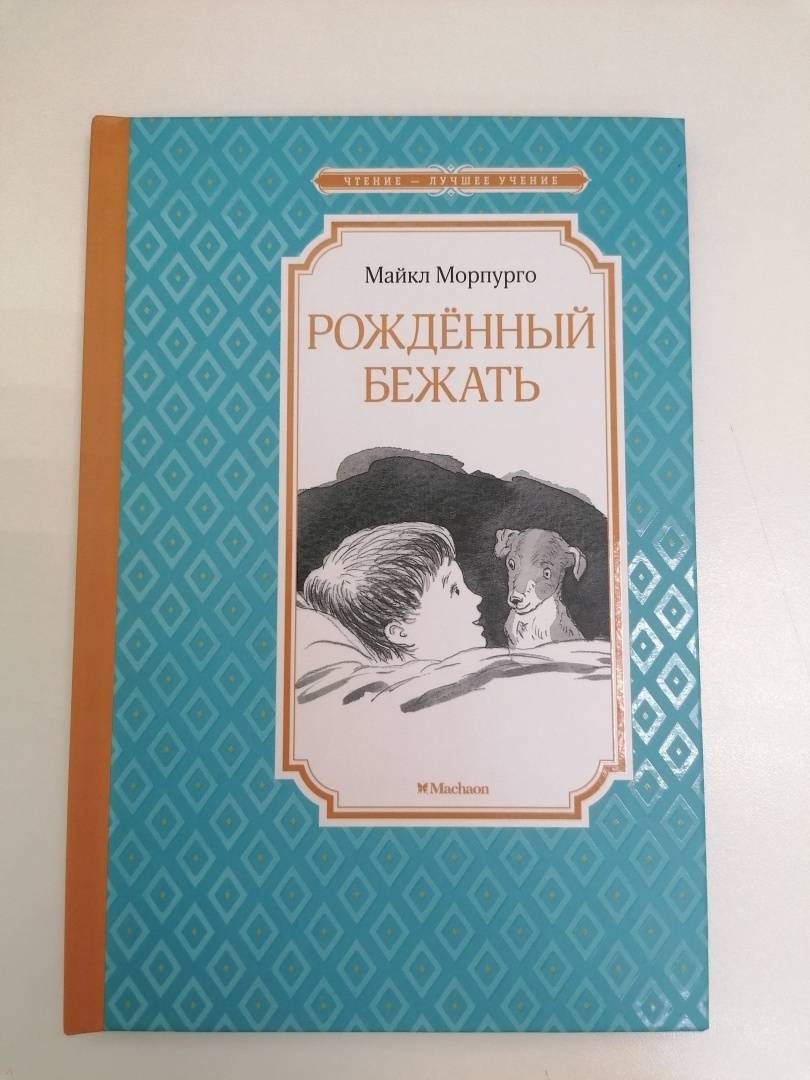 ЧТЕНИЕ — ЛУЧШЕЕ УЧЕНИЕ
Майкл Морпурго
РОЖДЁННЫЙ
БЕЖАТЬ
Machaon